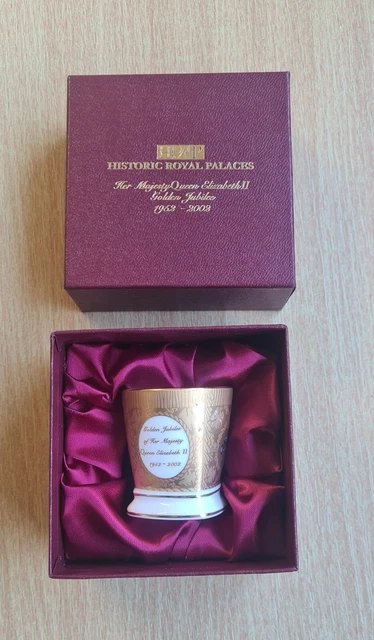 HISTORIC ROYAL PALACES
Her Majesty Queen Elizabeth II
Golden Jubilee
1952 - 2002
Golden Jubilee
of Her Majesty
Queen Elizabeth II
1952-2002